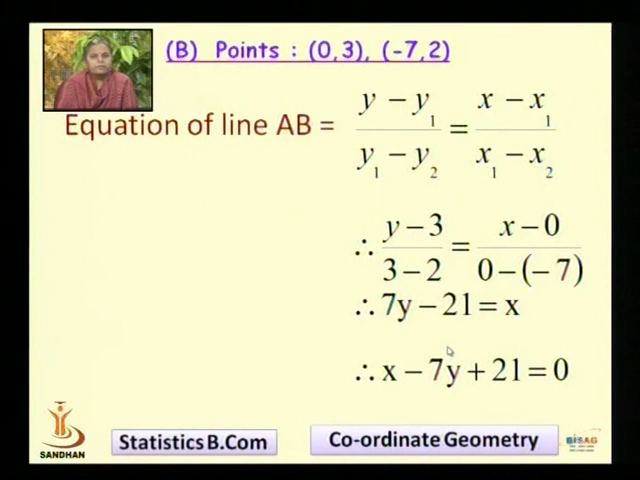 (B) Points : (0,3), (-7,2)
Equation of line AB = (y − y₁)/(y₁ − y₂) = (x − x₁)/(x₁ − x₂)
∴ (y − 3)/(3 − 2) = (x − 0)/(0 − (− 7))
∴ 7y − 21 = x
∴ x − 7y + 21 = 0
SANDHAN
Statistics B.Com
Co-ordinate Geometry
BISAG